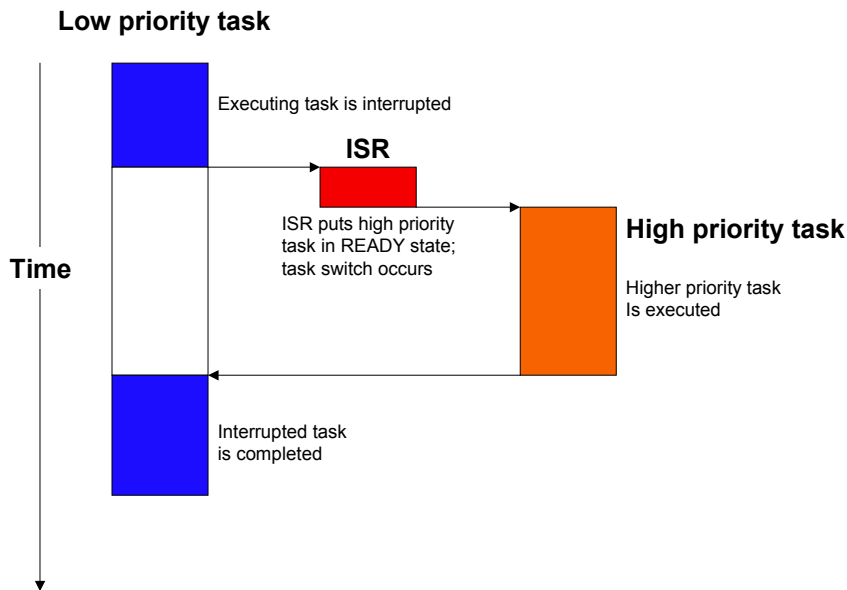 Low priority task
Executing task is interrupted
ISR
ISR puts high priority
task in READY state;
task switch occurs
High priority task
Time
Higher priority task
Is executed
Interrupted task
is completed